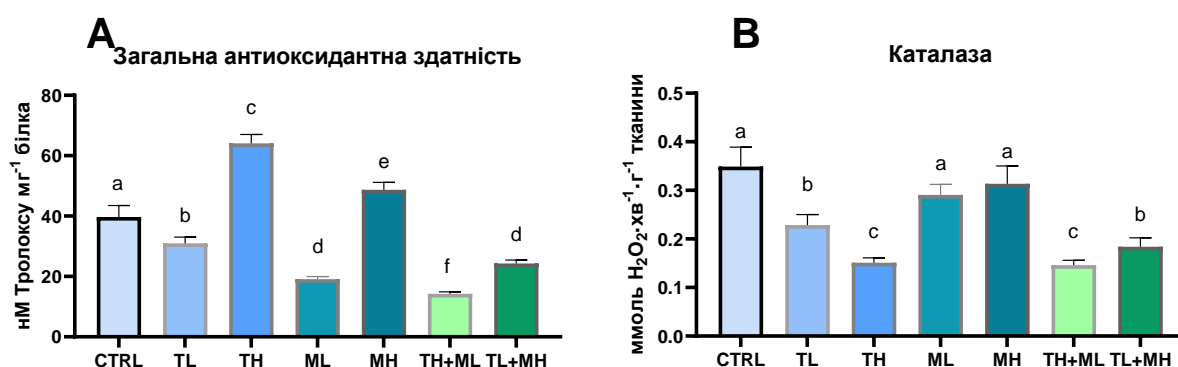 A
Загальна антиоксидантна здатність
нМ Тролоксу мг⁻¹ білка
80
60
40
20
0
a
b
c
d
e
f
d
CTRL TL TH ML MH TH+ML TL+MH
B
Каталаза
ммоль H₂O₂·хв⁻¹·г⁻¹ тканини
0.5
0.4
0.3
0.2
0.1
0.0
a
b
c
a
a
c
b
CTRL TL TH ML MH TH+ML TL+MH